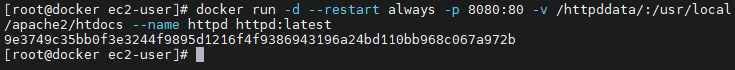 [root@docker ec2-user]# docker run -d --restart always -p 8080:80 -v /httpddata/:/usr/local
/apache2/htdocs --name httpd httpd:latest
9e3749c35bb0f3e3244f9895d1216f4f9386943196a24bd110bb968c067a972b
[root@docker ec2-user]#